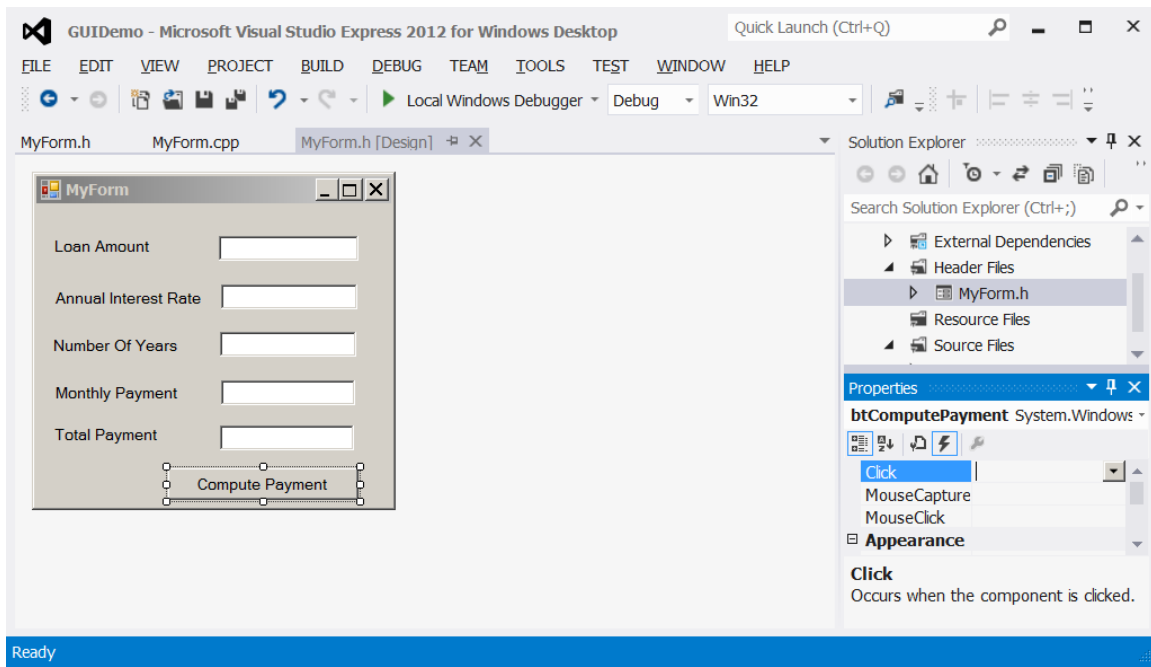 GUIDemo - Microsoft Visual Studio Express 2012 for Windows Desktop
Quick Launch (Ctrl+Q)
FILE EDIT VIEW PROJECT BUILD DEBUG TEAM TOOLS TEST WINDOW HELP
Local Windows Debugger Debug Win32
MyForm.h MyForm.cpp MyForm.h [Design]
MyForm
Loan Amount
Annual Interest Rate
Number Of Years
Monthly Payment
Total Payment
Compute Payment
Solution Explorer
Search Solution Explorer (Ctrl+;)
External Dependencies
Header Files
MyForm.h
Resource Files
Source Files
Properties
btComputePayment System.Windows
Click
MouseCapture
MouseClick
Appearance
Click
Occurs when the component is clicked.
Ready